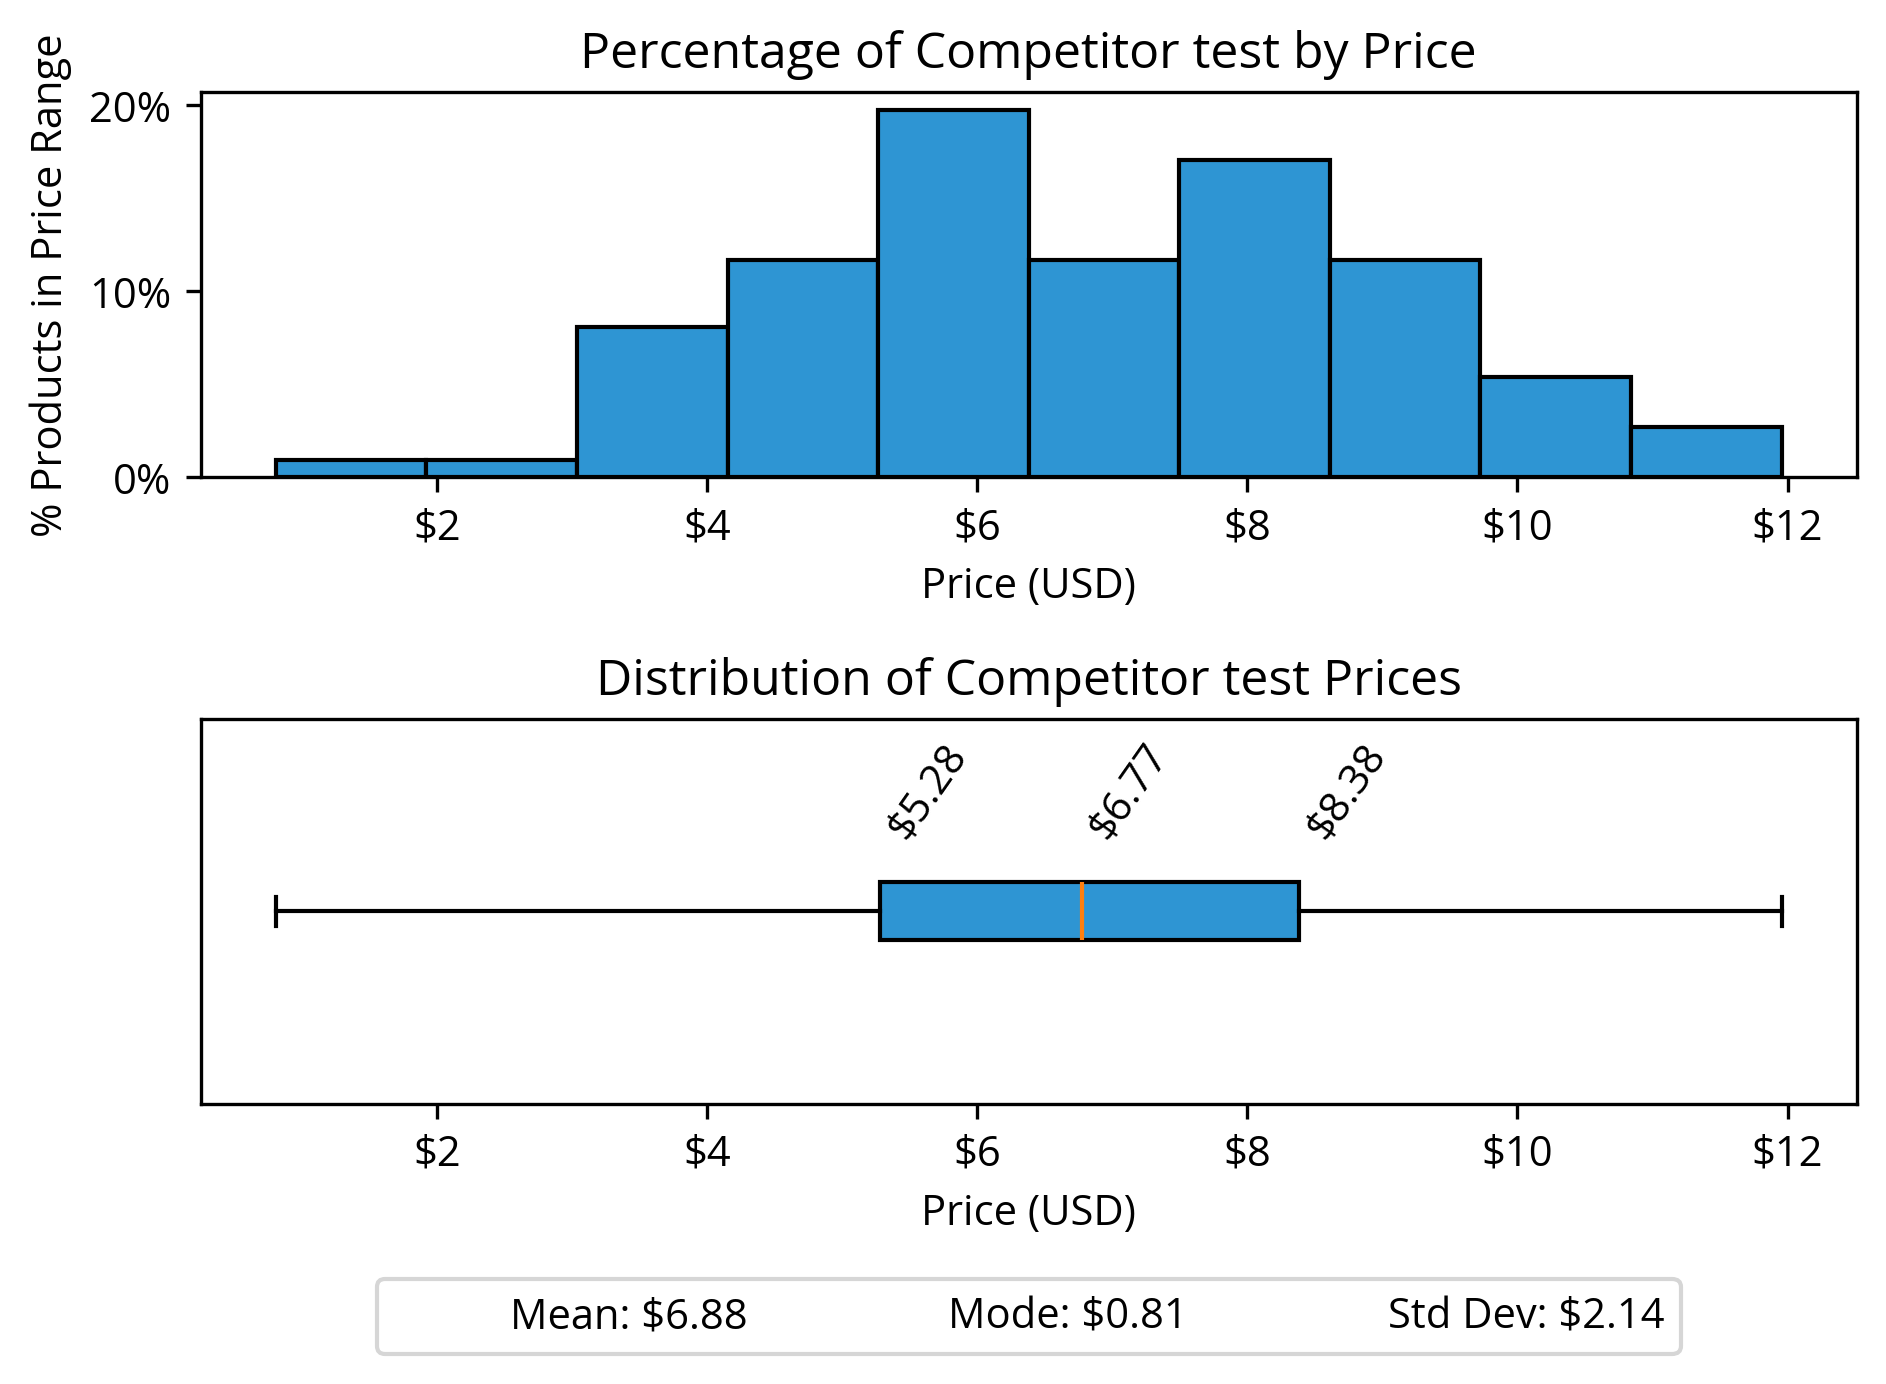 Percentage of Competitor test by Price
% Products in Price Range
20%
10%
0%
$2 $4 $6 $8 $10 $12
Price (USD)
Distribution of Competitor test Prices
$5.28 $6.77 $8.38
$2 $4 $6 $8 $10 $12
Price (USD)
Mean: $6.88 Mode: $0.81 Std Dev: $2.14